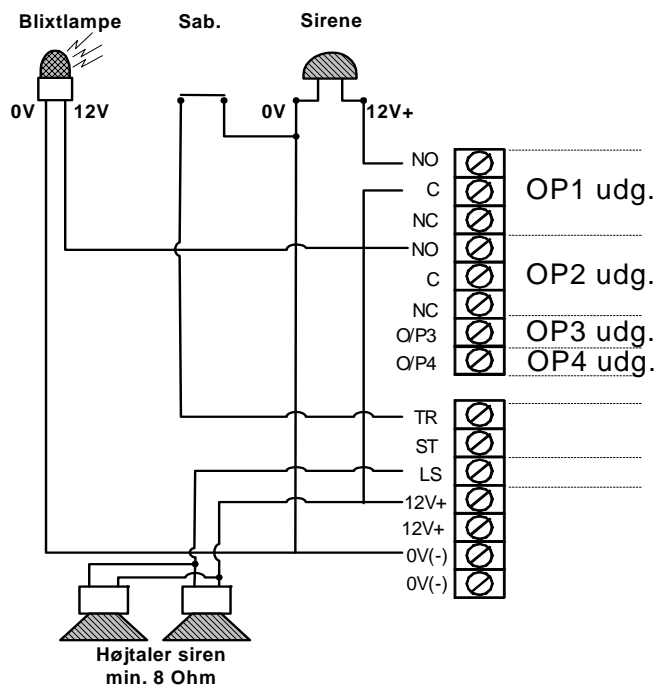 Blixtlampe Sab. Sirene
0V 12V 0V 12V+
NO
C OP1 udg.
NC
NO
C OP2 udg.
NC
O/P3 OP3 udg.
O/P4 OP4 udg.
TR
ST
LS
12V+
12V+
0V(-)
0V(-)
Højtaler siren
min. 8 Ohm